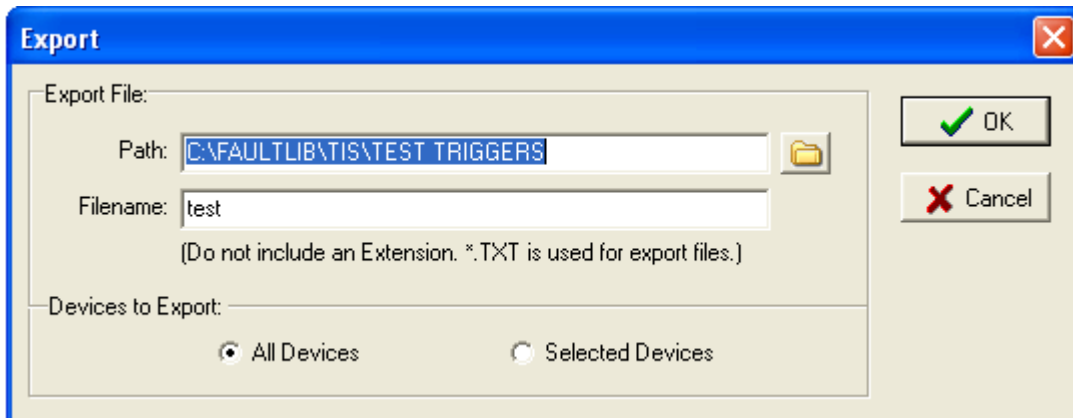 Export
Export File:
Path: C:\FAULTLIB\TIS\TEST TRIGGERS
OK
Filename: test
Cancel
(Do not include an Extension. *.TXT is used for export files.)
Devices to Export:
All Devices Selected Devices